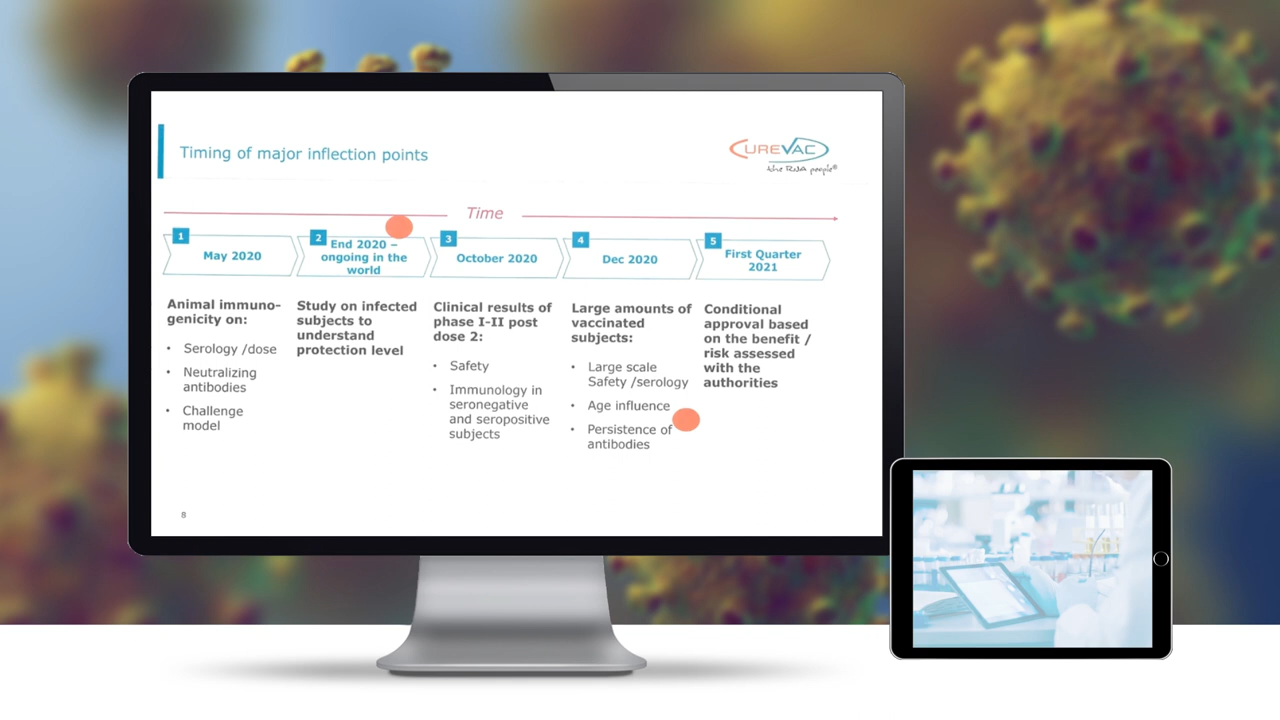 Timing of major inflection points
CUREVAC
the RNA people®
Time
1
May 2020
2
End 2020 –
ongoing in the
world
3
October 2020
4
Dec 2020
5
First Quarter
2021
Animal immuno-
genicity on:
• Serology /dose
• Neutralizing
antibodies
• Challenge
model
Study on infected
subjects to
understand
protection level
Clinical results of
phase I-II post
dose 2:
• Safety
• Immunology in
seronegative
and seropositive
subjects
Large amounts of
vaccinated
subjects:
• Large scale
Safety /serology
• Age influence
• Persistence of
antibodies
Conditional
approval based
on the benefit /
risk assessed
with the
authorities
8